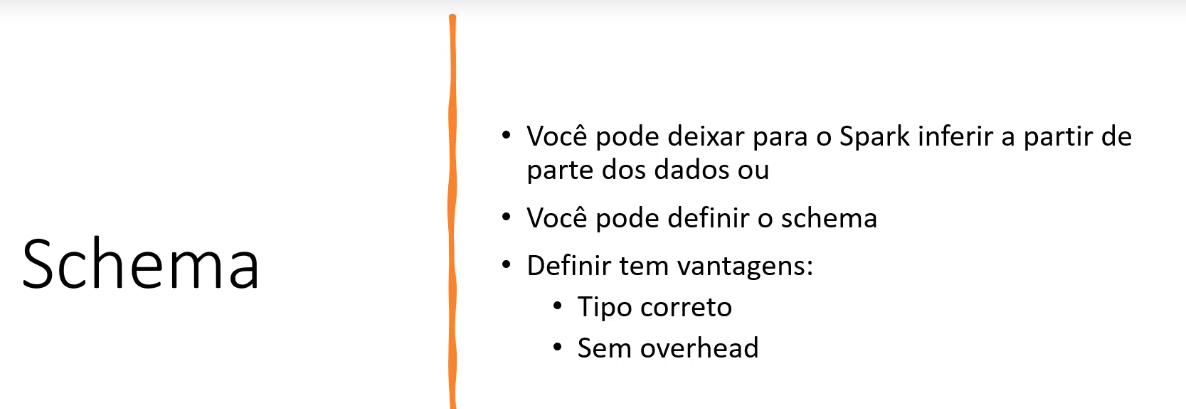 Schema
• Você pode deixar para o Spark inferir a partir de
parte dos dados ou
• Você pode definir o schema
• Definir tem vantagens:
• Tipo correto
• Sem overhead